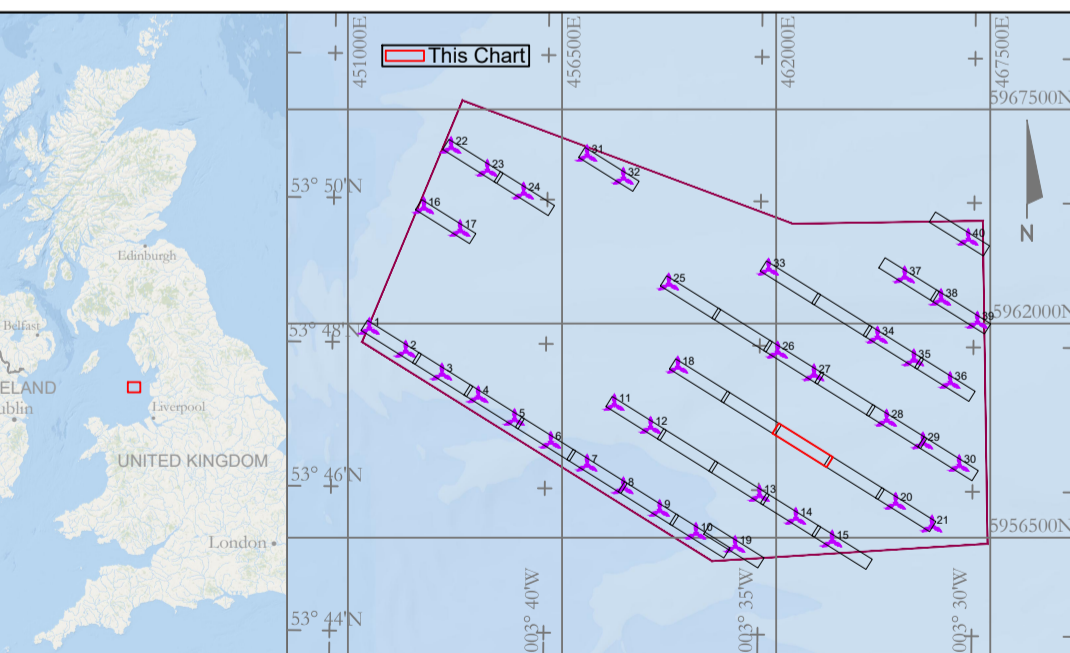 This Chart
451000E
456500E
462000E
467500E
5967500N
53° 50'N
5962000N
53° 48'N
53° 46'N
5956500N
53° 44'N
003° 40'W
003° 35'W
003° 30'W
N
22
23
24
31
32
16
17
40
37
38
39
33
25
34
35
36
1
2
3
4
5
6
7
8
9
10
19
18
26
27
28
29
30
11
12
13
14
15
20
21
Edinburgh
Belfast
ELAND
ublin
Liverpool
UNITED KINGDOM
London